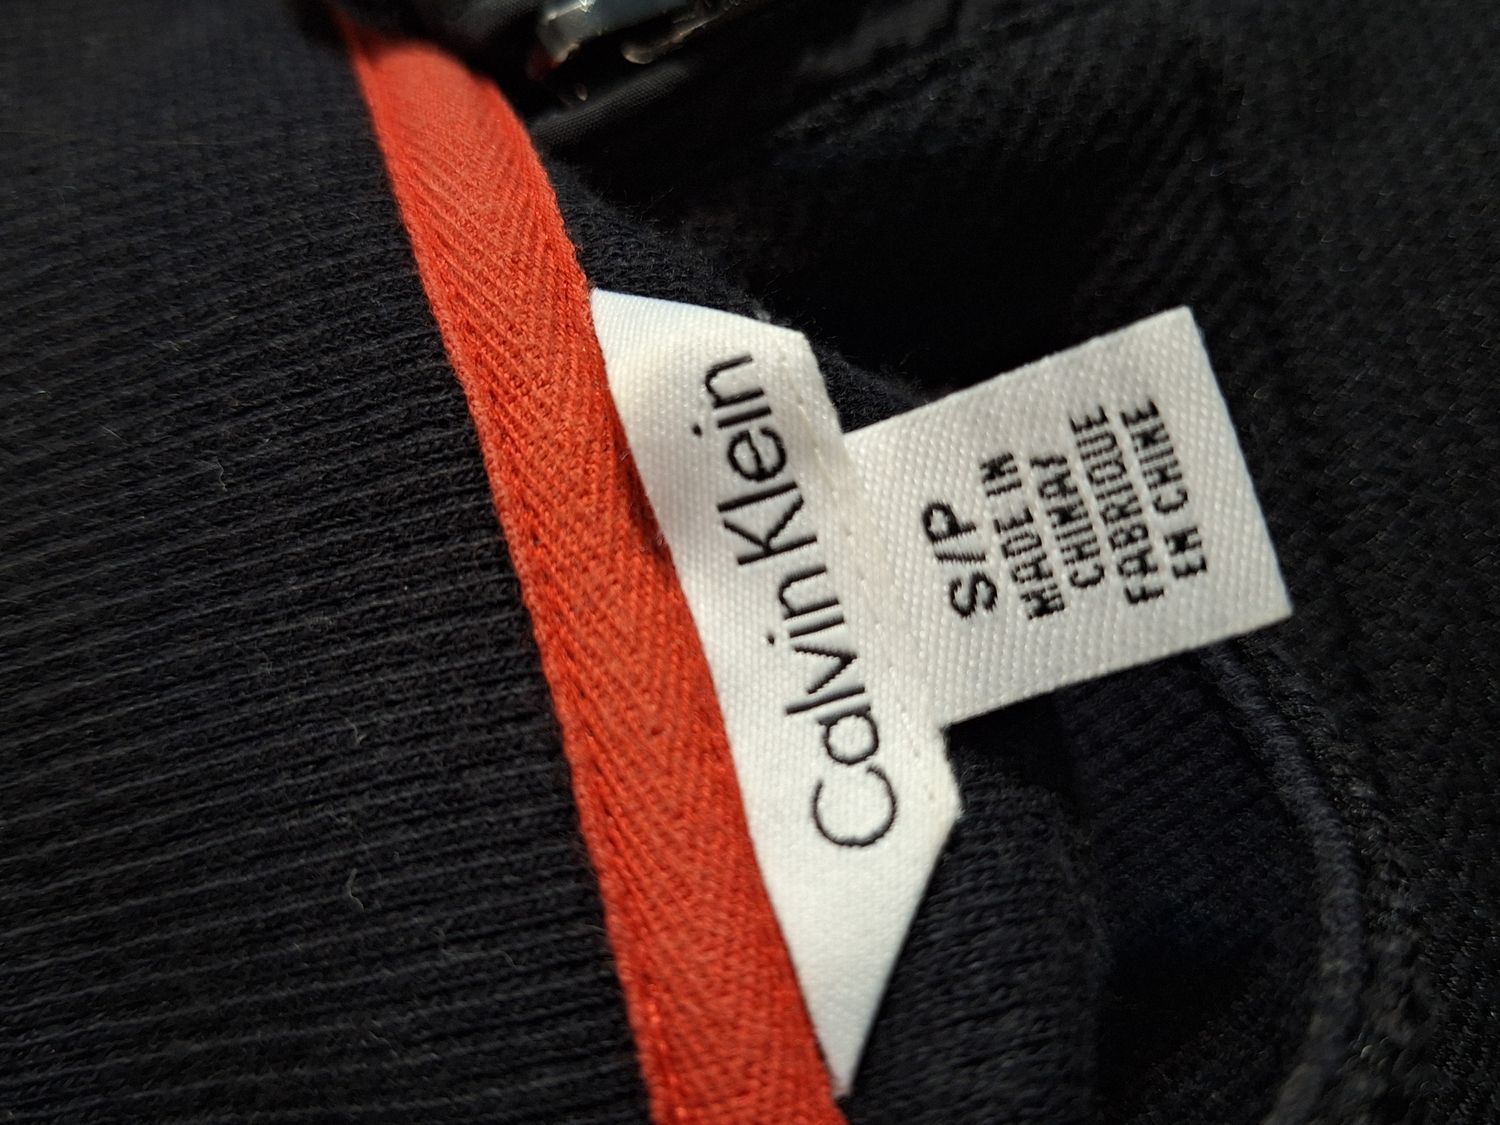 Calvin Klein
S/P
MADE IN
CHINA/
FABRIQUE
EN CHINE